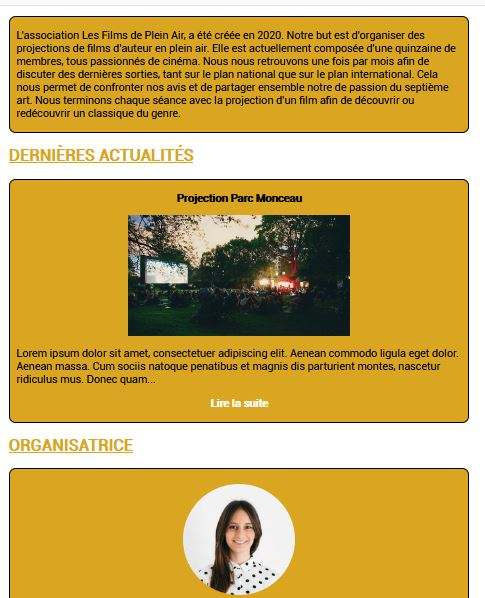 L'association Les Films de Plein Air, a été créée en 2020. Notre but est d'organiser des
projections de films d'auteur en plein air. Elle est actuellement composée d'une quinzaine de
membres, tous passionnés de cinéma. Nous nous retrouvons une fois par mois afin de
discuter des dernières sorties, tant sur le plan national que sur le plan international. Cela
nous permet de confronter nos avis et de partager ensemble notre de passion du septième
art. Nous terminons chaque séance avec la projection d'un film afin de découvrir ou
redécouvrir un classique du genre.
DERNIÈRES ACTUALITÉS
Projection Parc Monceau
Lorem ipsum dolor sit amet, consectetuer adipiscing elit. Aenean commodo ligula eget dolor.
Aenean massa. Cum sociis natoque penatibus et magnis dis parturient montes, nascetur
ridiculus mus. Donec quam...
Lire la suite
ORGANISATRICE